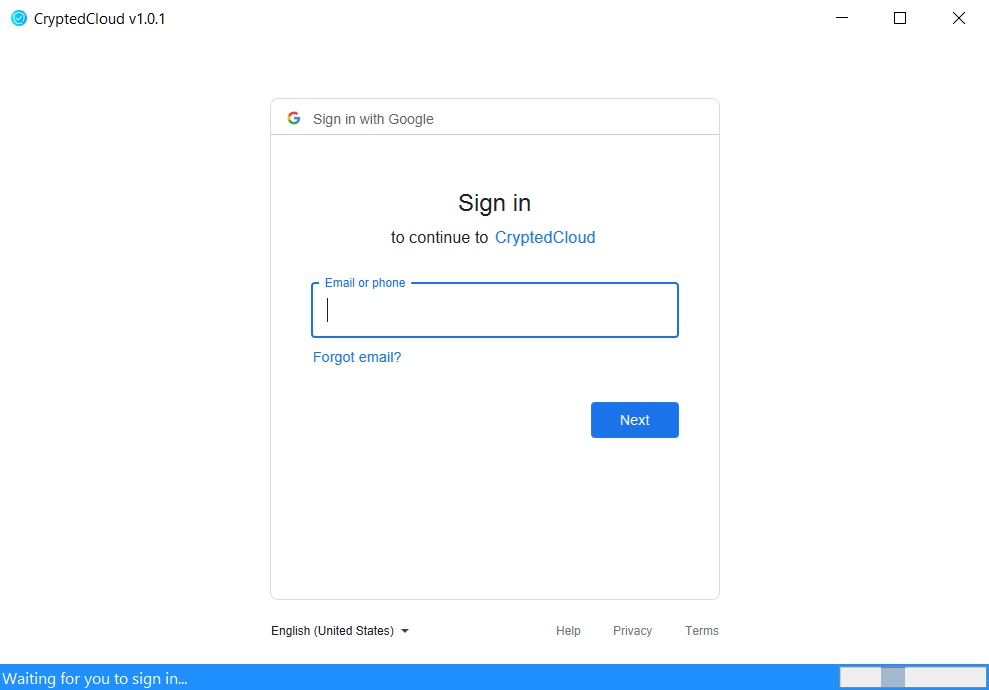 CryptedCloud v1.0.1
Sign in with Google
Sign in
to continue to CryptedCloud
Email or phone
Forgot email?
Next
English (United States) Help Privacy Terms
Waiting for you to sign in...